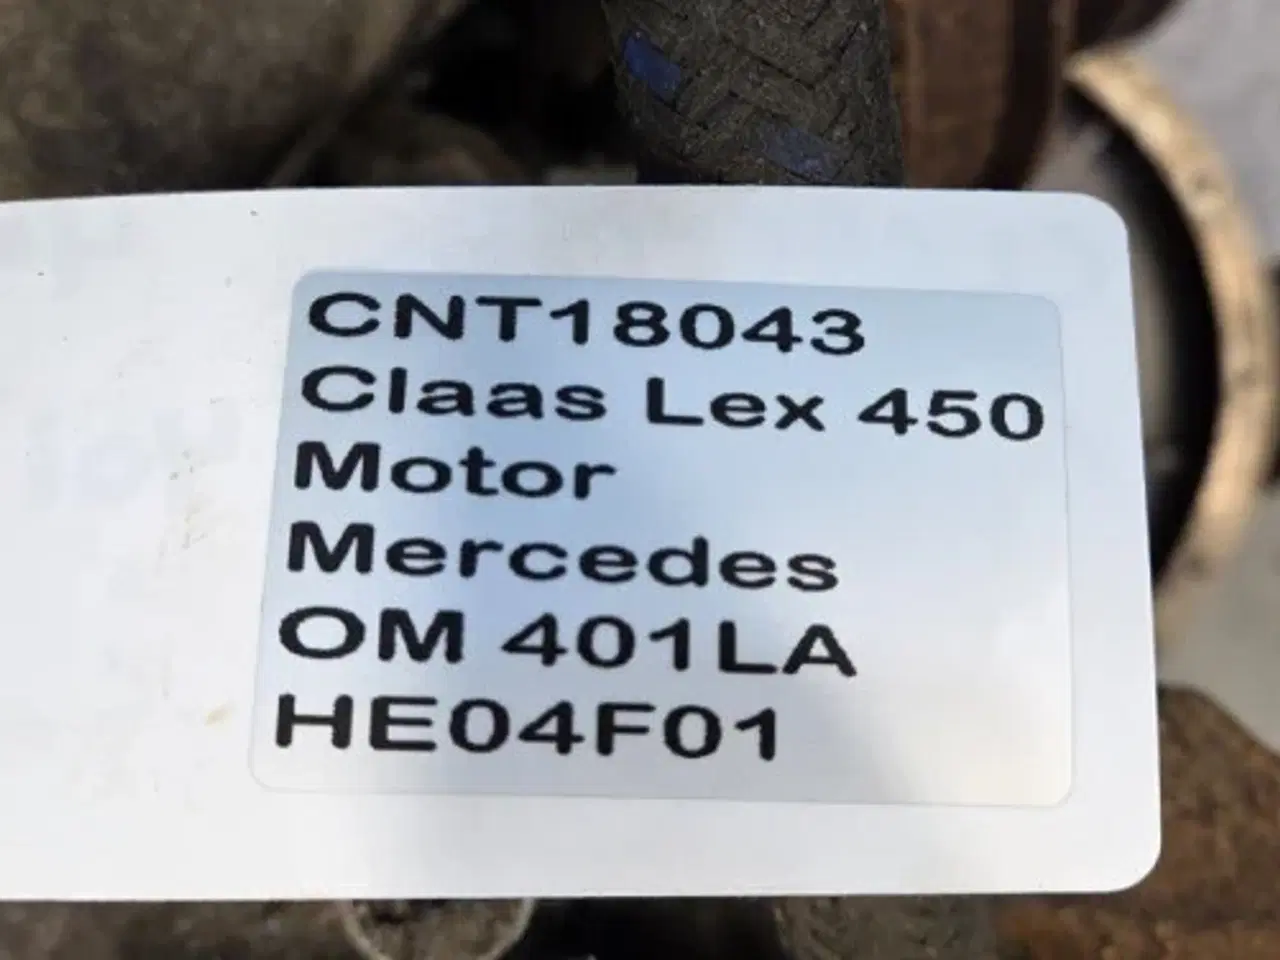 CNT18043
Claas Lex 450
Motor
Mercedes
OM 401LA
HE04F01